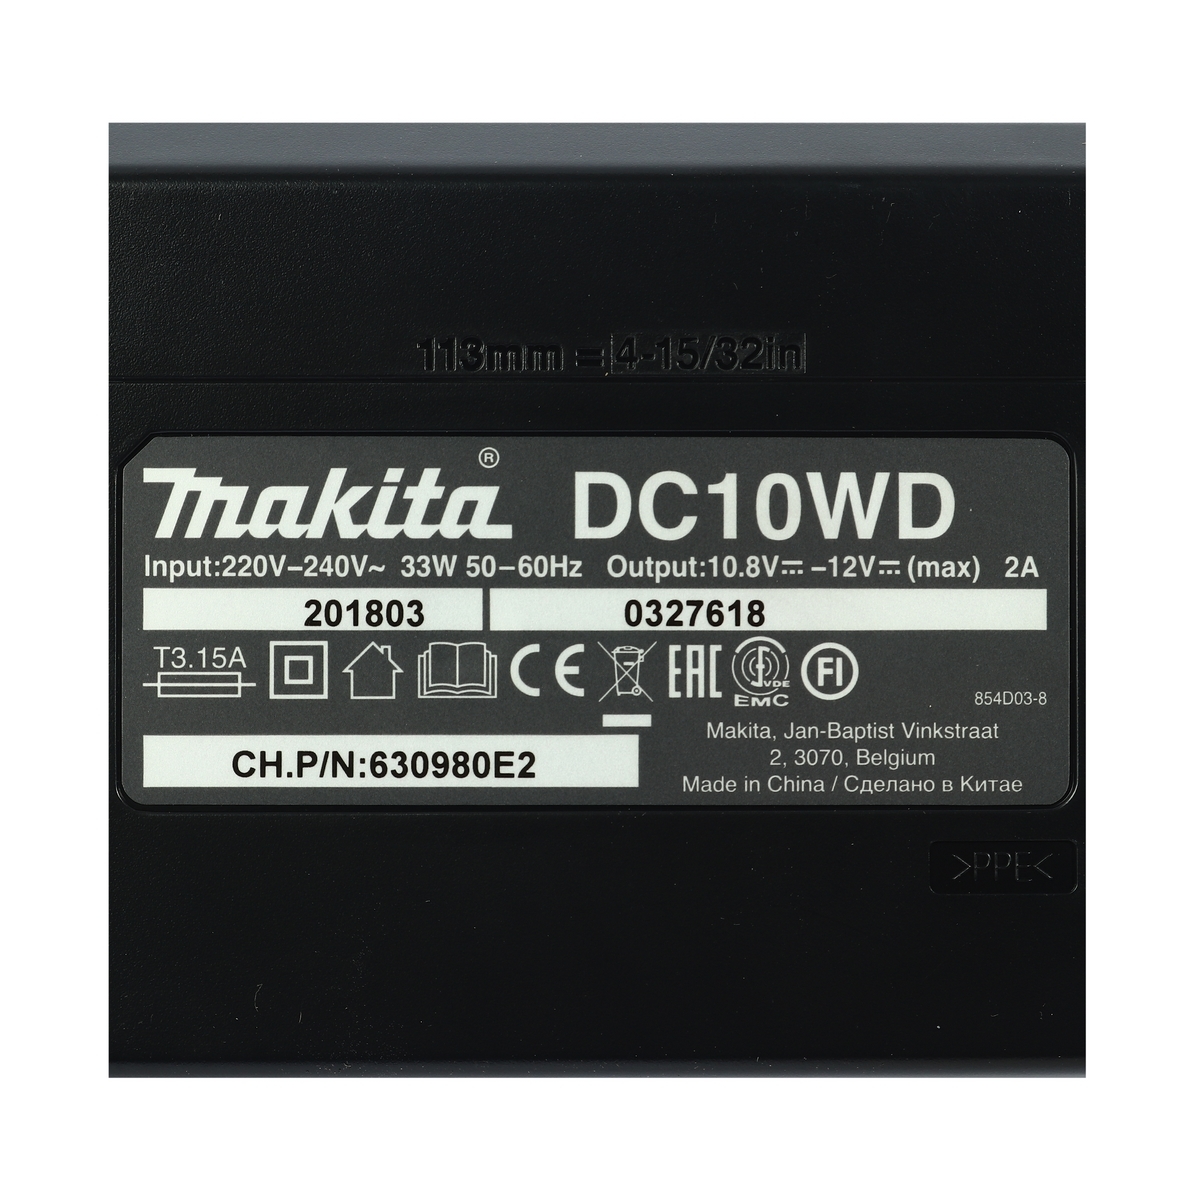 113mm = 4-15/32in
makita® DC10WD
Input:220V–240V~ 33W 50–60Hz Output:10.8V⎓ –12V⎓ (max) 2A
201803 0327618
T3.15A CE EAC VDE FI
EMC
854D03-8
CH.P/N:630980E2
Makita, Jan-Baptist Vinkstraat
2, 3070, Belgium
Made in China / Сделано в Китае
>PPE<